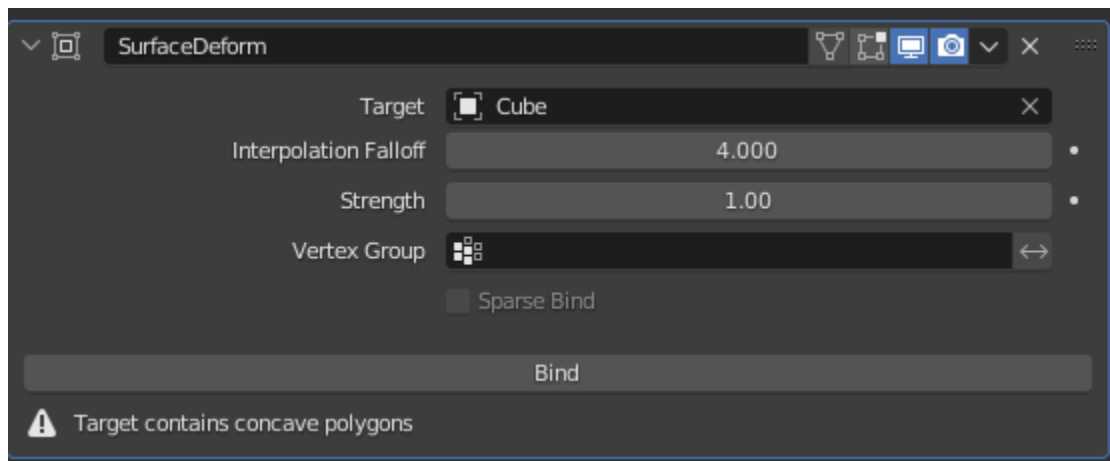 SurfaceDeform
Target Cube
Interpolation Falloff 4.000
Strength 1.00
Vertex Group
Sparse Bind
Bind
Target contains concave polygons